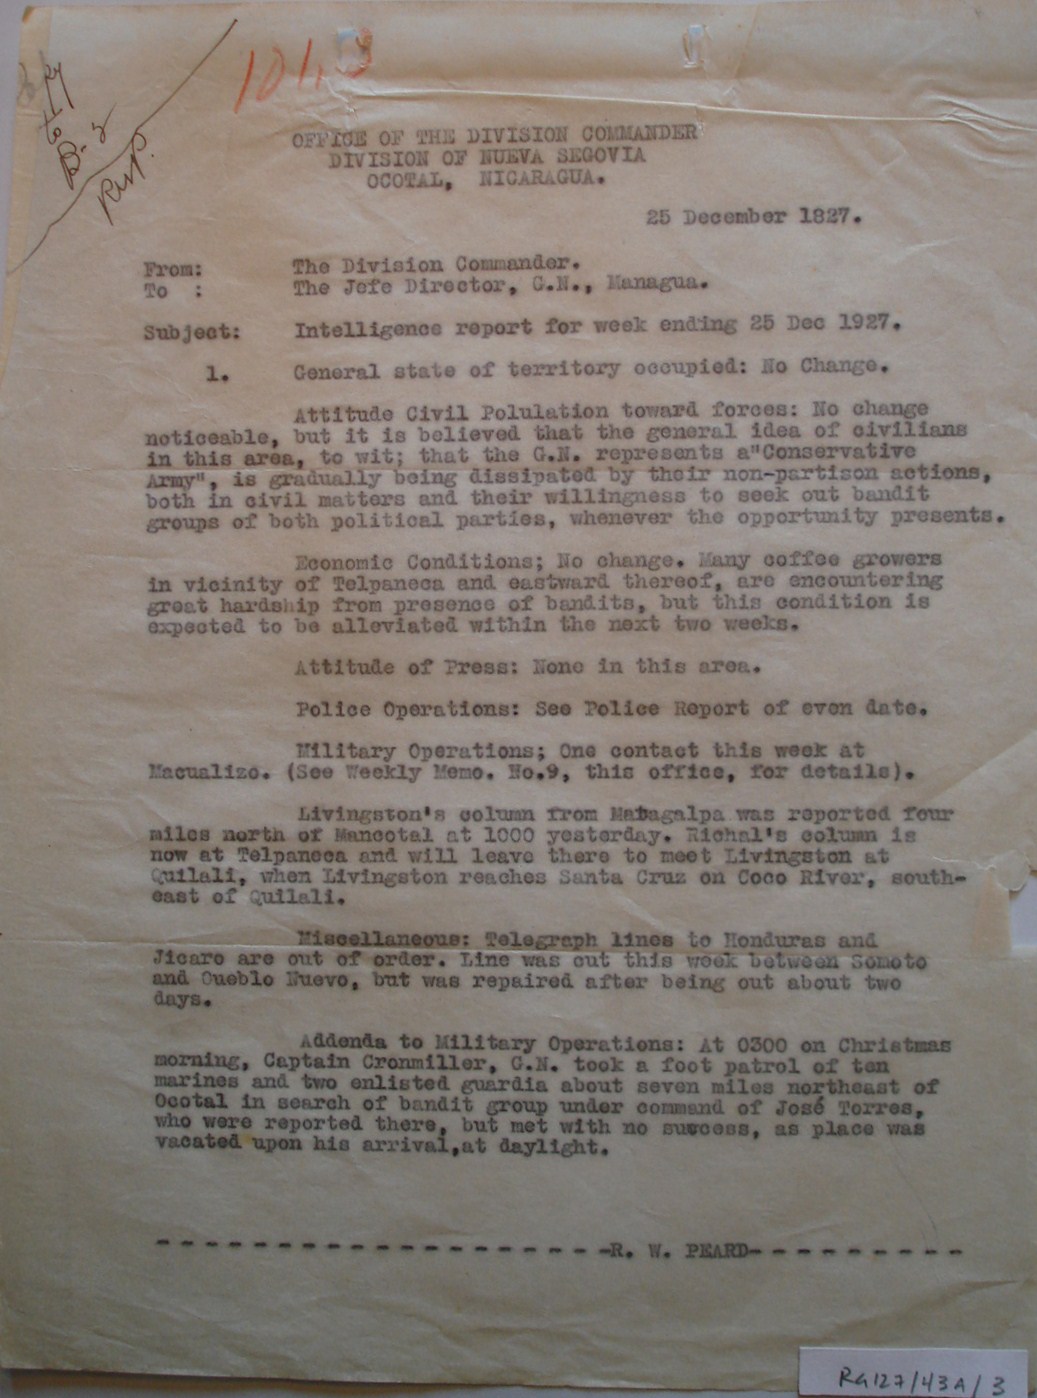 1013
B-2
RWP.
OFFICE OF THE DIVISION COMMANDER
DIVISION OF NUEVA SEGOVIA
OCOTAL, NICARAGUA.
25 December 1827.
From: The Division Commander.
To : The Jefe Director, G.N., Managua.
Subject: Intelligence report for week ending 25 Dec 1927.
1. General state of territory occupied: No Change.
Attitude Civil Polulation toward forces: No change
noticeable, but it is believed that the general idea of civilians
in this area, to wit; that the G.N. represents a"Conservative
Army", is gradually being dissipated by their non-partison actions,
both in civil matters and their willingness to seek out bandit
groups of both political parties, whenever the opportunity presents.
Economic Conditions; No change. Many coffee growers
in vicinity of Telpaneca and eastward thereof, are encountering
great hardship from presence of bandits, but this condition is
expected to be alleviated within the next two weeks.
Attitude of Press: None in this area.
Police Operations: See Police Report of even date.
Military Operations; One contact this week at
Macualizo. (See Weekly Memo. No.9, this office, for details).
Livingston's column from Matagalpa was reported four
miles north of Mancotal at 1000 yesterday. Richal's column is
now at Telpaneca and will leave there to meet Livingston at
Quilali, when Livingston reaches Santa Cruz on Coco River, south-
east of Quilali.
Miscellaneous: Telegraph lines to Honduras and
Jicaro are out of order. Line was cut this week between Somoto
and Oueblo Nuevo, but was repaired after being out about two
days.
Addenda to Military Operations: At 0300 on Christmas
morning, Captain Cronmiller, G.N. took a foot patrol of ten
marines and two enlisted guardia about seven miles northeast of
Ocotal in search of bandit group under command of José Torres,
who were reported there, but met with no success, as place was
vacated upon his arrival,at daylight.
- - - - - - - - - - - - - - - - - - -R. W. PEARD- - - - - - - - - -
RG127/43A/3